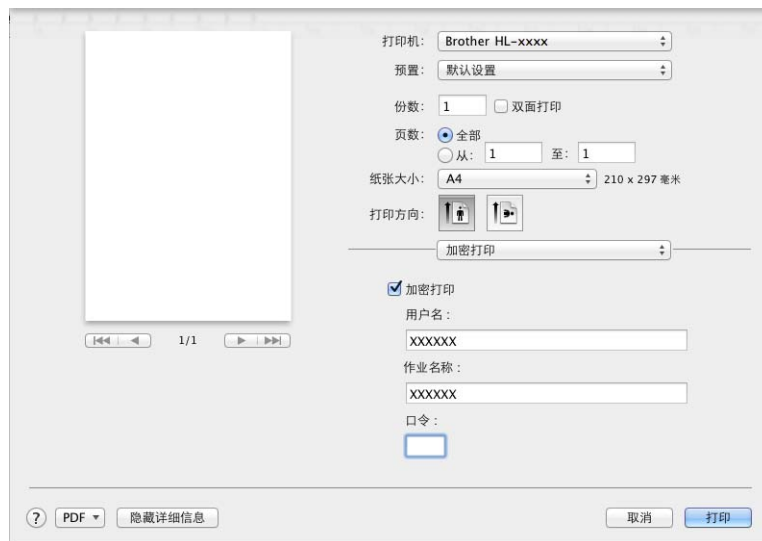 打印机: Brother HL-xxxx
预置: 默认设置
份数: 1 双面打印
页数: 全部
从: 1 至: 1
纸张大小: A4 210 x 297 毫米
打印方向:
加密打印
加密打印
用户名:
XXXXXX
作业名称:
XXXXXX
口令:
1/1
? PDF 隐藏详细信息 取消 打印